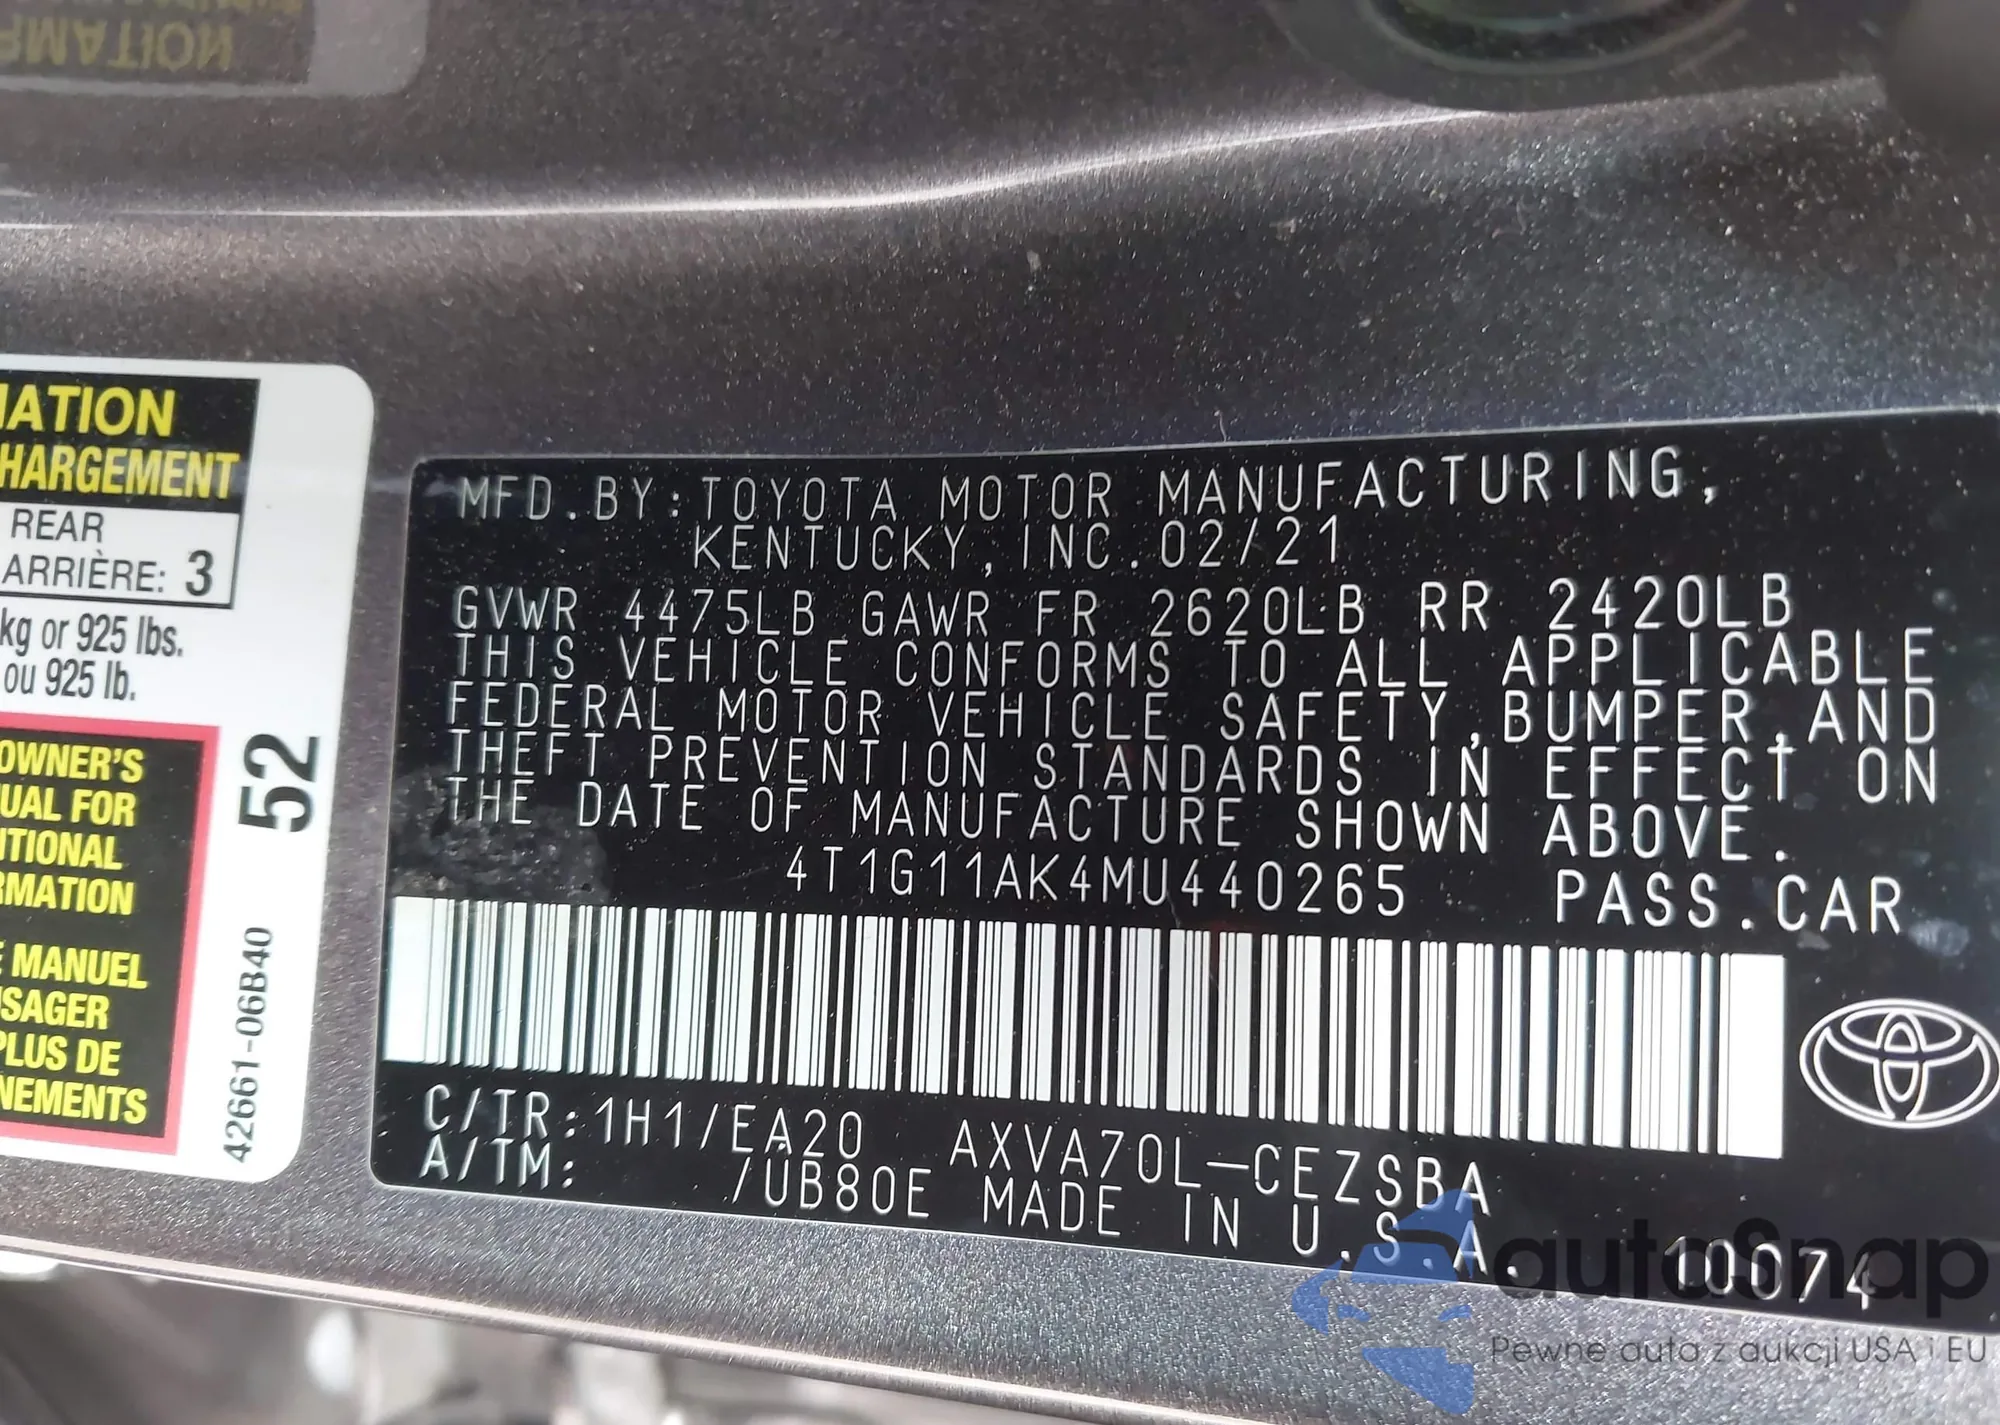 IATION
HARGEMENT
REAR
ARRIÈRE: 3
kg or 925 lbs.
ou 925 lb.
OWNER'S
UAL FOR
ITIONAL
RMATION
MANUEL
SAGER
PLUS DE
NEMENTS
52
42661-06B40
MFD.BY:TOYOTA MOTOR MANUFACTURING,
KENTUCKY,INC.02/21
GVWR 4475LB GAWR FR 2620LB RR 2420LB
THIS VEHICLE CONFORMS TO ALL APPLICABLE
FEDERAL MOTOR VEHICLE SAFETY,BUMPER,AND
THEFT PREVENTION STANDARDS IN EFFECT ON
THE DATE OF MANUFACTURE SHOWN ABOVE.
4T1G11AK4MU440265 PASS.CAR
C/TR:1H1/EA20 AXVA70L-CEZSBA
A/TM: /UB80E MADE IN U.S.A.
10074
autoSnap
Pewne auta z aukcji USA i EU